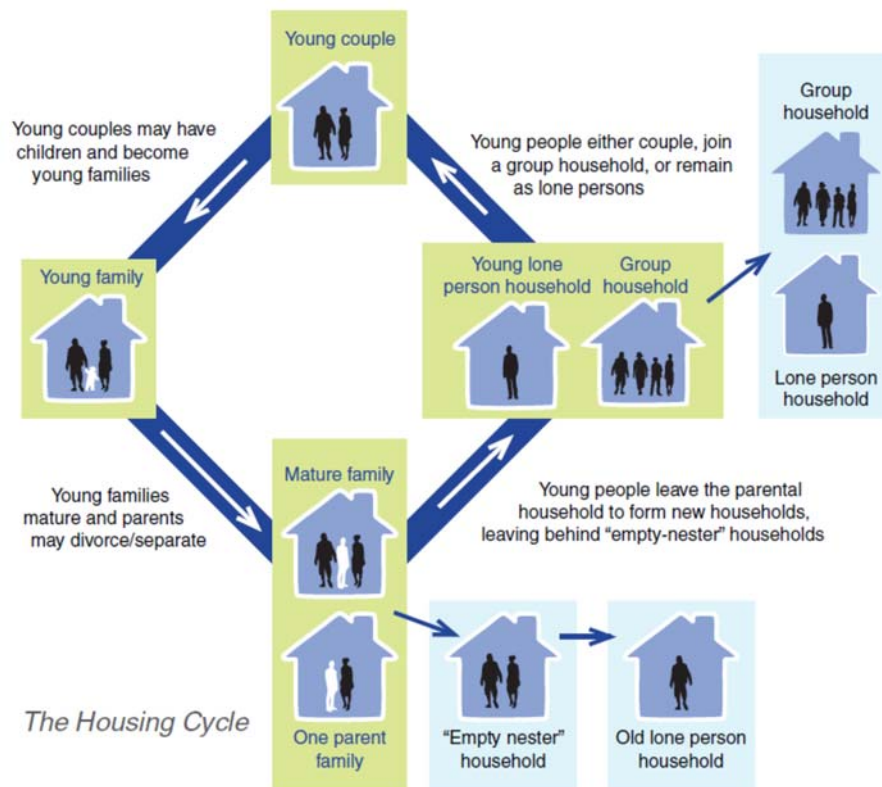 Young couple
Group
household
Young couples may have
children and become
young families
Young people either couple, join
a group household, or remain
as lone persons
Young family
Young lone
person household
Group
household
Lone person
household
Mature family
Young families
mature and parents
may divorce/separate
Young people leave the parental
household to form new households,
leaving behind “empty-nester” households
The Housing Cycle
One parent
family
“Empty nester”
household
Old lone person
household